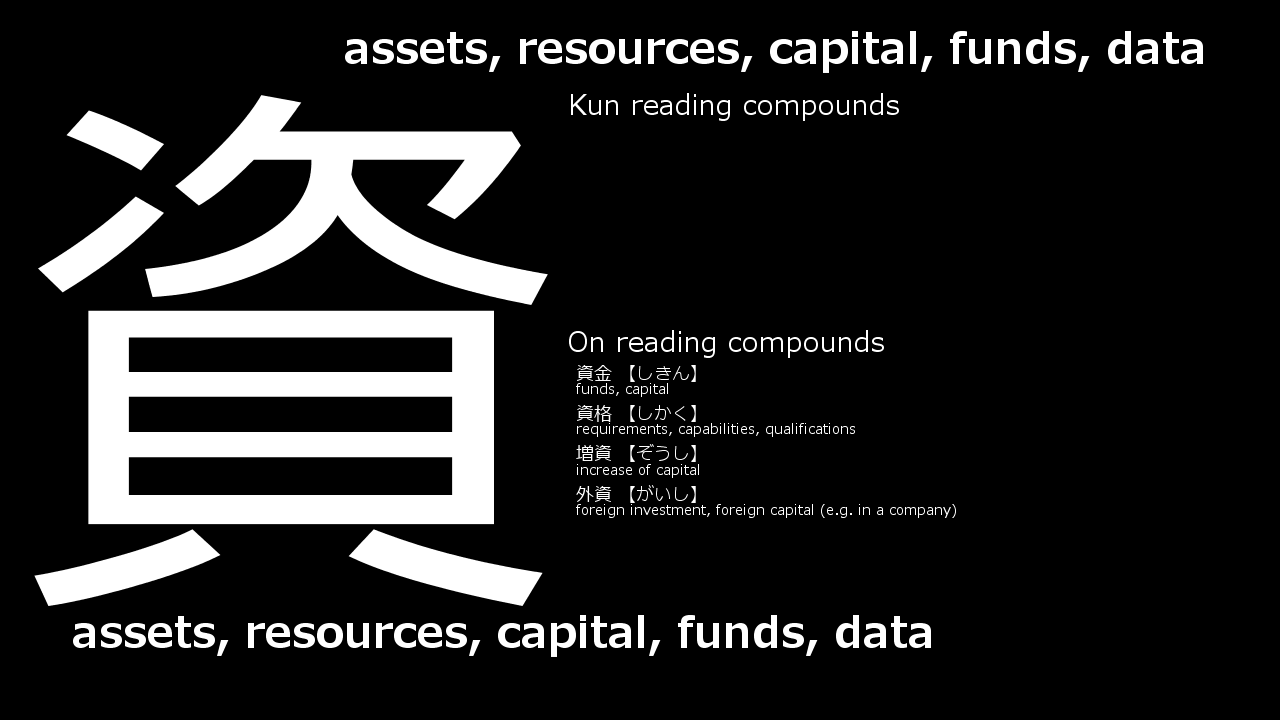 assets, resources, capital, funds, data
資
Kun reading compounds
On reading compounds
資金 【しきん】
funds, capital
資格 【しかく】
requirements, capabilities, qualifications
増資 【ぞうし】
increase of capital
外資 【がいし】
foreign investment, foreign capital (e.g. in a company)
assets, resources, capital, funds, data